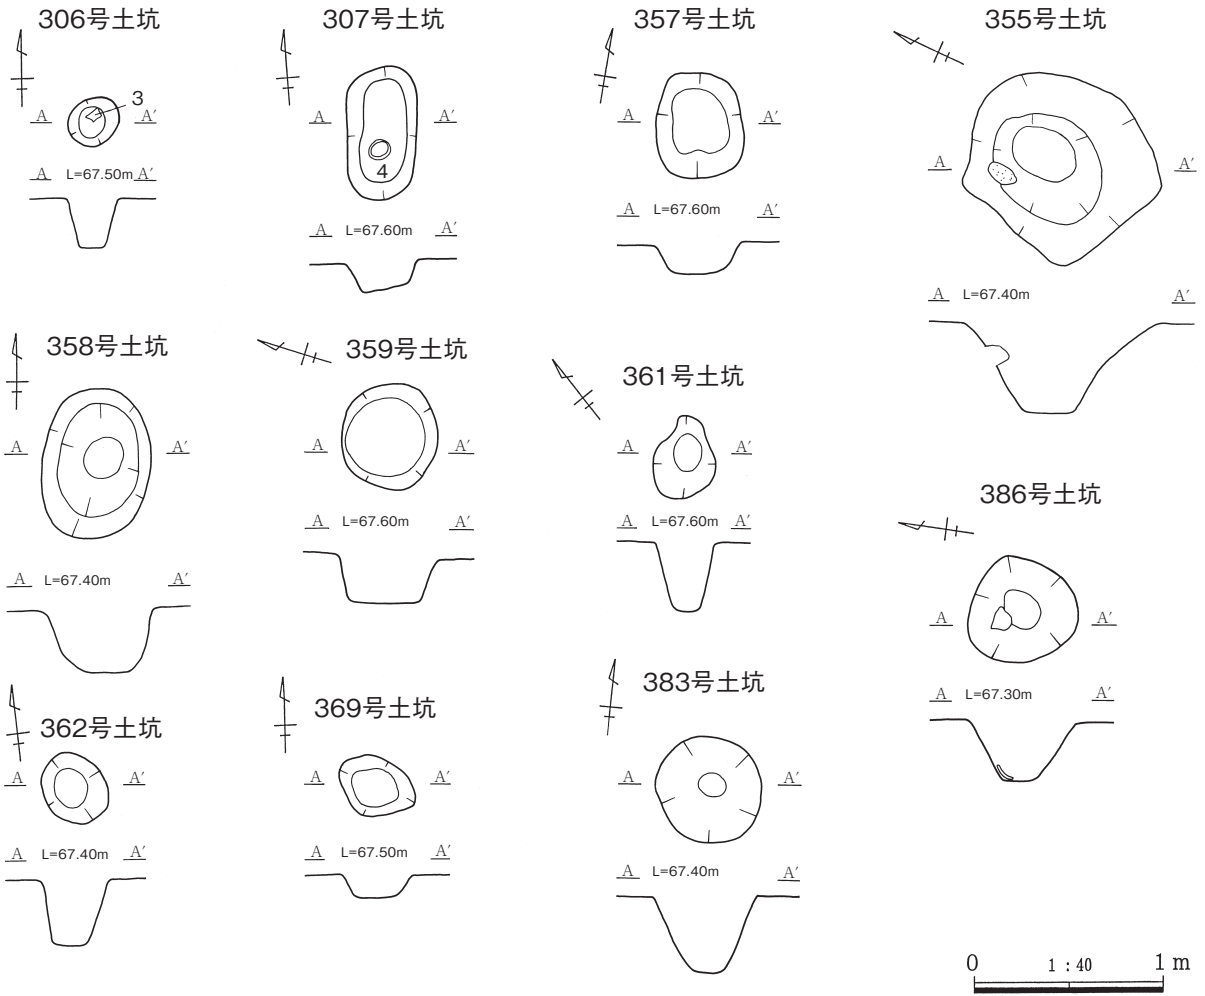 306号土坑
3
A A′
A L=67.50m A′
307号土坑
A A′
4
A L=67.60m A′
357号土坑
A A′
A L=67.60m A′
355号土坑
A A′
A L=67.40m A′
358号土坑
A A′
A L=67.40m A′
359号土坑
A A′
A L=67.60m A′
361号土坑
A A′
A L=67.60m A′
386号土坑
A A′
A L=67.30m A′
362号土坑
A A′
A L=67.40m A′
369号土坑
A A′
A L=67.50m A′
383号土坑
A A′
A L=67.40m A′
0 1:40 1m